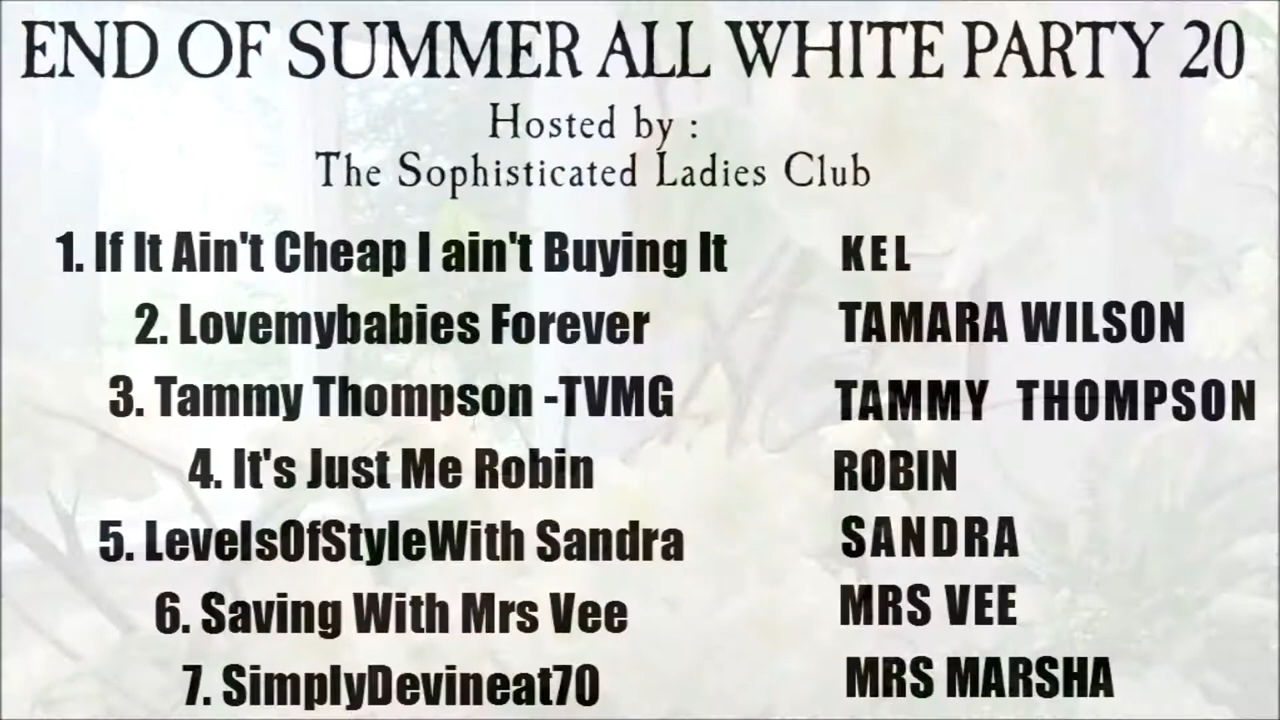 END OF SUMMER ALL WHITE PARTY 20
Hosted by :
The Sophisticated Ladies Club
1. If It Ain't Cheap I ain't Buying It KEL
2. Lovemybabies Forever TAMARA WILSON
3. Tammy Thompson -TVMG TAMMY THOMPSON
4. It's Just Me Robin ROBIN
5. LevelsOfStyleWith Sandra SANDRA
6. Saving With Mrs Vee MRS VEE
7. SimplyDevineat70 MRS MARSHA